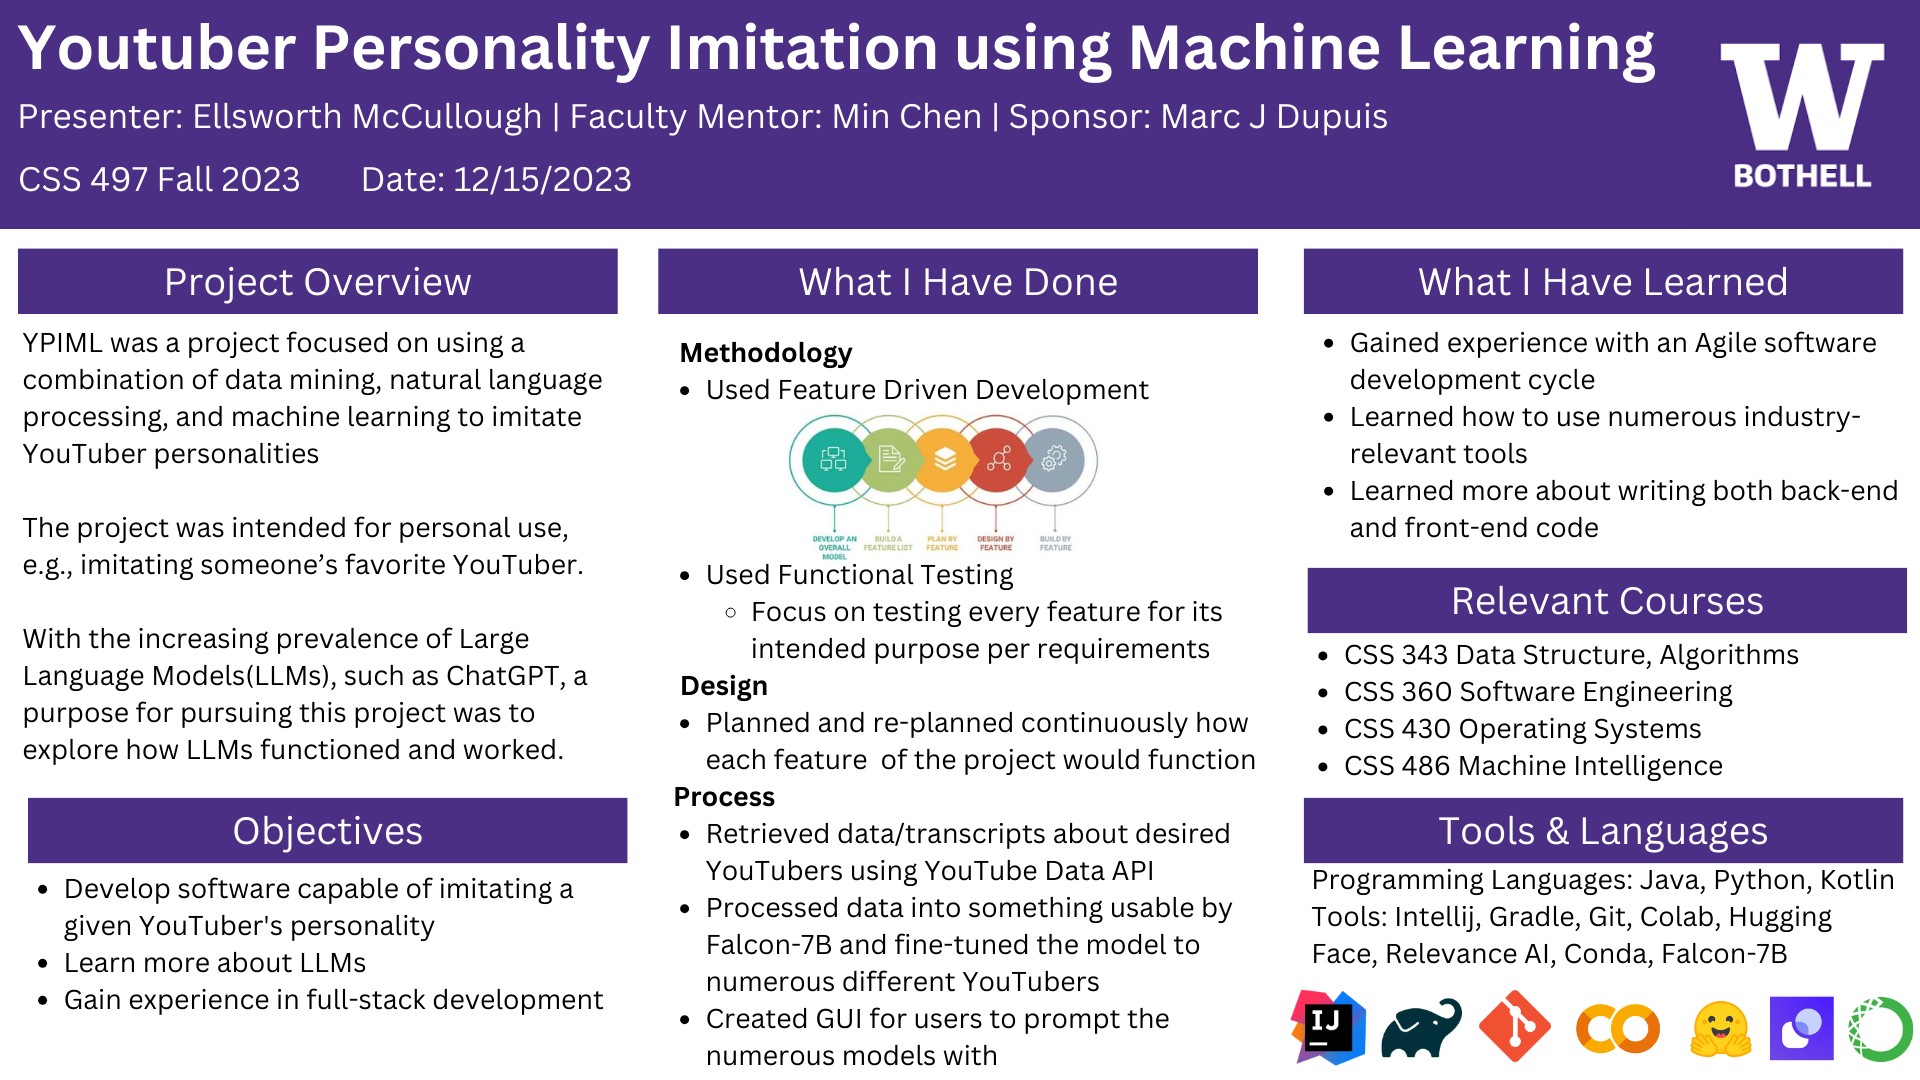 Youtuber Personality Imitation using Machine Learning
Presenter: Ellsworth McCullough | Faculty Mentor: Min Chen | Sponsor: Marc J Dupuis
CSS 497 Fall 2023 Date: 12/15/2023
W
BOTHELL
Project Overview
YPIML was a project focused on using a
combination of data mining, natural language
processing, and machine learning to imitate
YouTuber personalities
The project was intended for personal use,
e.g., imitating someone’s favorite YouTuber.
With the increasing prevalence of Large
Language Models(LLMs), such as ChatGPT, a
purpose for pursuing this project was to
explore how LLMs functioned and worked.
Objectives
• Develop software capable of imitating a
given YouTuber's personality
• Learn more about LLMs
• Gain experience in full-stack development
What I Have Done
Methodology
• Used Feature Driven Development
DEVELOP AN
OVERALL
MODEL
BUILD A
FEATURE LIST
PLAN BY
FEATURE
DESIGN BY
FEATURE
BUILD BY
FEATURE
• Used Functional Testing
◦ Focus on testing every feature for its
intended purpose per requirements
Design
• Planned and re-planned continuously how
each feature  of the project would function
Process
• Retrieved data/transcripts about desired
YouTubers using YouTube Data API
• Processed data into something usable by
Falcon-7B and fine-tuned the model to
numerous different YouTubers
• Created GUI for users to prompt the
numerous models with
What I Have Learned
• Gained experience with an Agile software
development cycle
• Learned how to use numerous industry-
relevant tools
• Learned more about writing both back-end
and front-end code
Relevant Courses
• CSS 343 Data Structure, Algorithms
• CSS 360 Software Engineering
• CSS 430 Operating Systems
• CSS 486 Machine Intelligence
Tools & Languages
Programming Languages: Java, Python, Kotlin
Tools: Intellij, Gradle, Git, Colab, Hugging
Face, Relevance AI, Conda, Falcon-7B
IJ